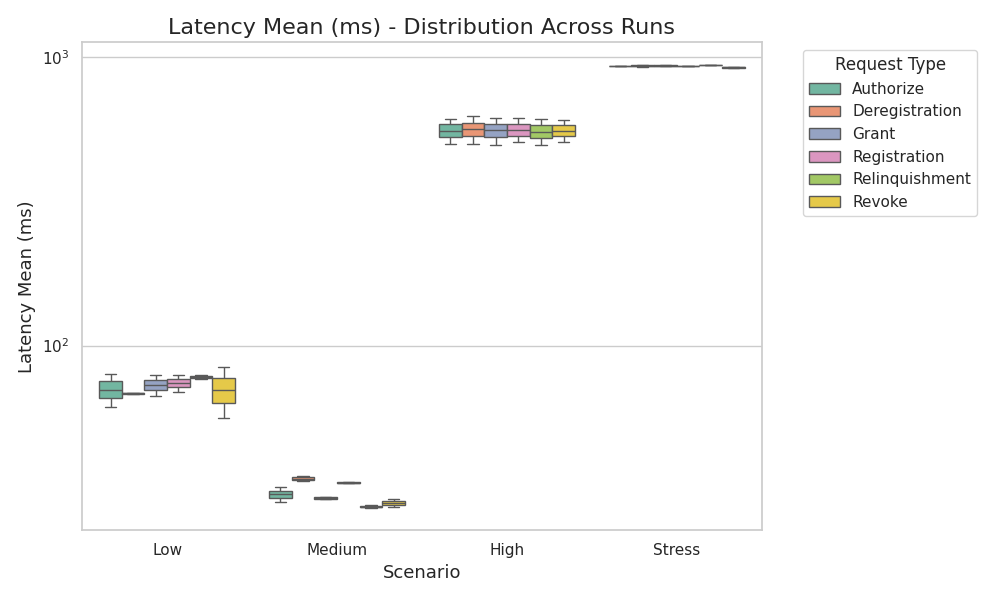 Latency Mean (ms) - Distribution Across Runs
Latency Mean (ms)
10³
10²
Low
Medium
High
Stress
Scenario
Request Type
Authorize
Deregistration
Grant
Registration
Relinquishment
Revoke